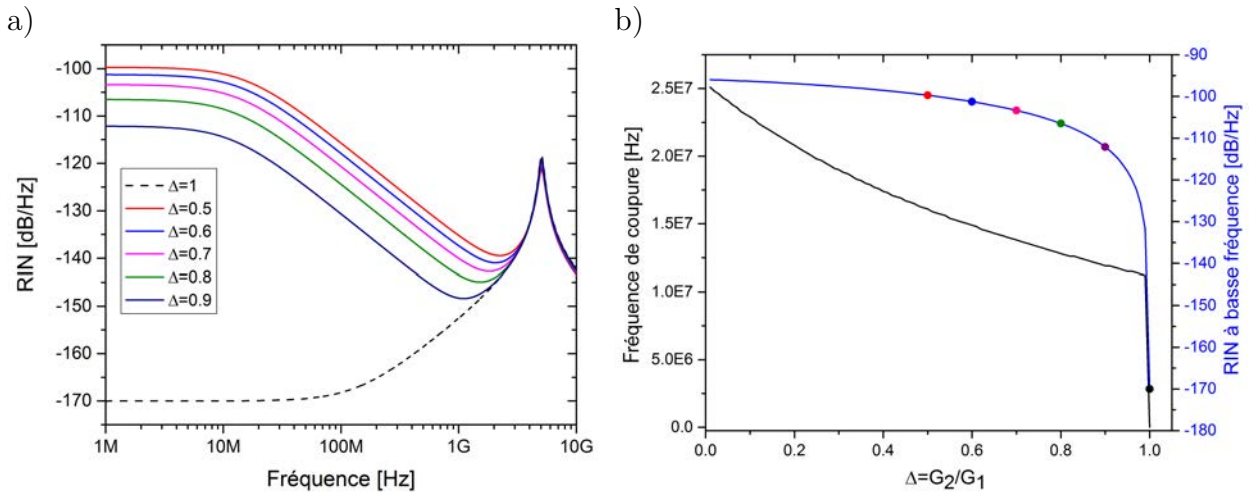 a)
-100
-110
-120
-130
-140
-150
-160
-170
RIN [dB/Hz]
Δ=1
Δ=0.5
Δ=0.6
Δ=0.7
Δ=0.8
Δ=0.9
1M
10M
100M
1G
10G
Fréquence [Hz]
b)
2.5E7
2.0E7
1.5E7
1.0E7
5.0E6
0.0
Fréquence de coupure [Hz]
-90
-100
-110
-120
-130
-140
-150
-160
-170
-180
RIN à basse fréquence [dB/Hz]
0.0
0.2
0.4
0.6
0.8
1.0
Δ=G₂/G₁